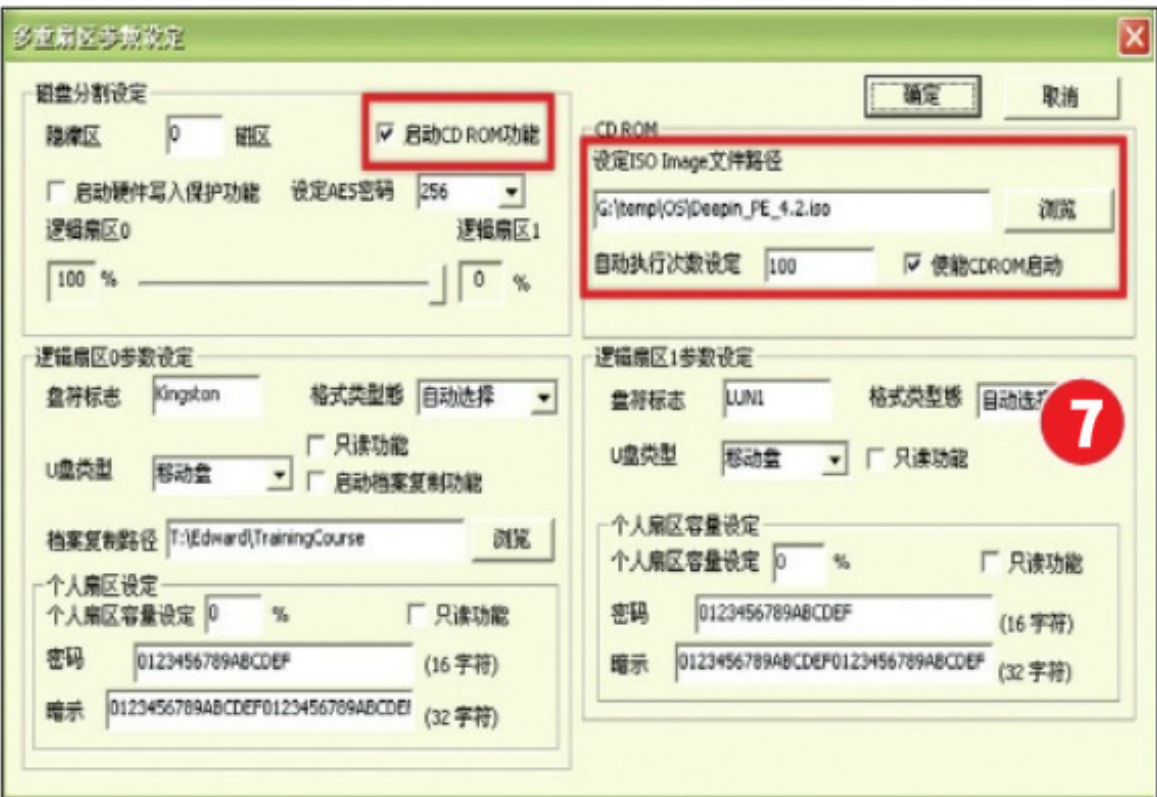 多重扇区参数设定
磁盘分割设定
隐藏区 0 磁区
启动CD ROM功能
启动硬件写入保护功能 设定AES密码 256
逻辑扇区0 逻辑扇区1
100 % 0 %
确定 取消
CD ROM
设定ISO Image文件路径
G:\temp\OS\Deepin_PE_4.2.iso 浏览
自动执行次数设定 100 使能CDROM启动
逻辑扇区0参数设定
盘符标志 Kingston 格式类型態 自动选择
U盘类型 移动盘 只读功能
启动档案复制功能
档案复制路径 T:\Edward\TrainingCourse 浏览
个人扇区设定
个人扇区容量设定 0 % 只读功能
密码 0123456789ABCDEF (16 字符)
暗示 0123456789ABCDEF0123456789ABCDEF (32 字符)
逻辑扇区1参数设定
盘符标志 LUN1 格式类型態 自动选择
7
U盘类型 移动盘 只读功能
个人扇区容量设定
个人扇区容量设定 0 % 只读功能
密码 0123456789ABCDEF (16 字符)
暗示 0123456789ABCDEF0123456789ABCDEF (32 字符)